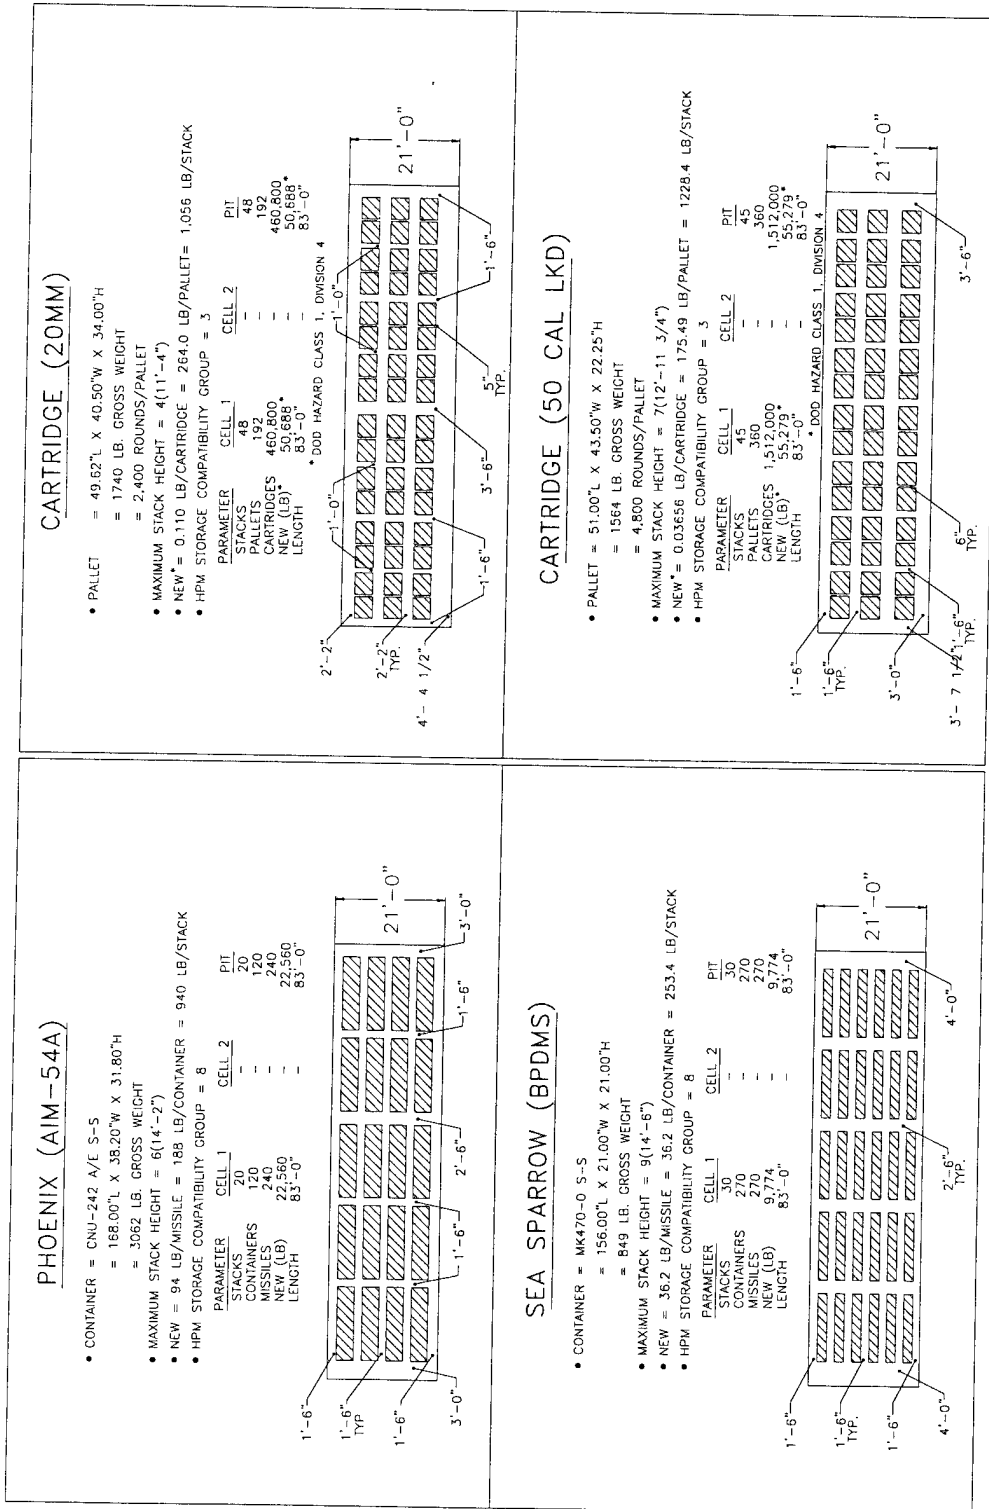 PHOENIX (AIM-54A)
• CONTAINER = CNU-242 A/E S-S
= 168.00"L X 38.20"W X 31.80"H
= 3062 LB. GROSS WEIGHT
• MAXIMUM STACK HEIGHT = 6(14'-2")
• NEW = 94 LB/MISSILE = 188 LB/CONTAINER = 940 LB/STACK
• HPM STORAGE COMPATIBILITY GROUP = 8
PARAMETER CELL 1 CELL 2 PIT
STACKS 20 - 20
CONTAINERS 120 - 120
MISSILES 240 - 240
NEW (LB) 22,560 - 22,560
LENGTH 83'-0" - 83'-0"
1'-6"
1'-6" TYP
1'-6"
3'-0"
1'-6"
2'-6"
1'-6"
3'-0"
21'-0"
CARTRIDGE (20MM)
• PALLET = 49.62"L X 40.50"W X 34.00"H
= 1740 LB. GROSS WEIGHT
= 2,400 ROUNDS/PALLET
• MAXIMUM STACK HEIGHT = 4(11'-4")
• NEW* = 0.110 LB/CARTRIDGE = 264.0 LB/PALLET= 1,056 LB/STACK
• HPM STORAGE COMPATIBILITY GROUP = 3
PARAMETER CELL 1 CELL 2 PIT
STACKS 48 - 48
PALLETS 192 - 192
CARTRIDGES 460,800 - 460,800
NEW (LB)* 50,688* - 50,688*
LENGTH 83'-0" - 83'-0"
* DOD HAZARD CLASS 1, DIVISION 4
2'-2"
1'-0"
1'-0"
2'-2" TYP.
4'- 4 1/2"
1'-6"
3'-6"
.5" TYP.
1'-6"
21'-0"
SEA SPARROW (BPDMS)
• CONTAINER = MK470-0 S-S
= 156.00"L X 21.00"W X 21.00"H
= 849 LB. GROSS WEIGHT
• MAXIMUM STACK HEIGHT = 9(14'-6")
• NEW = 36.2 LB/MISSILE = 36.2 LB/CONTAINER = 253.4 LB/STACK
• HPM STORAGE COMPATIBILITY GROUP = 8
PARAMETER CELL 1 CELL 2 PIT
STACKS 30 - 30
CONTAINERS 270 - 270
MISSILES 270 - 270
NEW (LB) 9,774 - 9,774
LENGTH 83'-0" - 83'-0"
1'-6"
1'-6" TYP.
1'-6"
4'-0"
2'-6" TYP.
4'-0"
21'-0"
CARTRIDGE (50 CAL LKD)
• PALLET = 51.00"L X 43.50"W X 22.25"H
= 1564 LB. GROSS WEIGHT
= 4,800 ROUNDS/PALLET
• MAXIMUM STACK HEIGHT = 7(12'-11 3/4")
• NEW* = 0.03656 LB/CARTRIDGE = 175.49 LB/PALLET = 1228.4 LB/STACK
• HPM STORAGE COMPATIBILITY GROUP = 3
PARAMETER CELL 1 CELL 2 PIT
STACKS 45 - 45
PALLETS 360 - 360
CARTRIDGES 1,512,000 - 1,512,000
NEW (LB)* 55,279* - 55,279*
LENGTH 83'-0" - 83'-0"
* DOD HAZARD CLASS 1, DIVISION 4
1'-6"
1'-6" TYP.
3'-0"
3'- 7 1/2"
1'-6" TYP.
6" TYP.
3'-6"
21'-0"